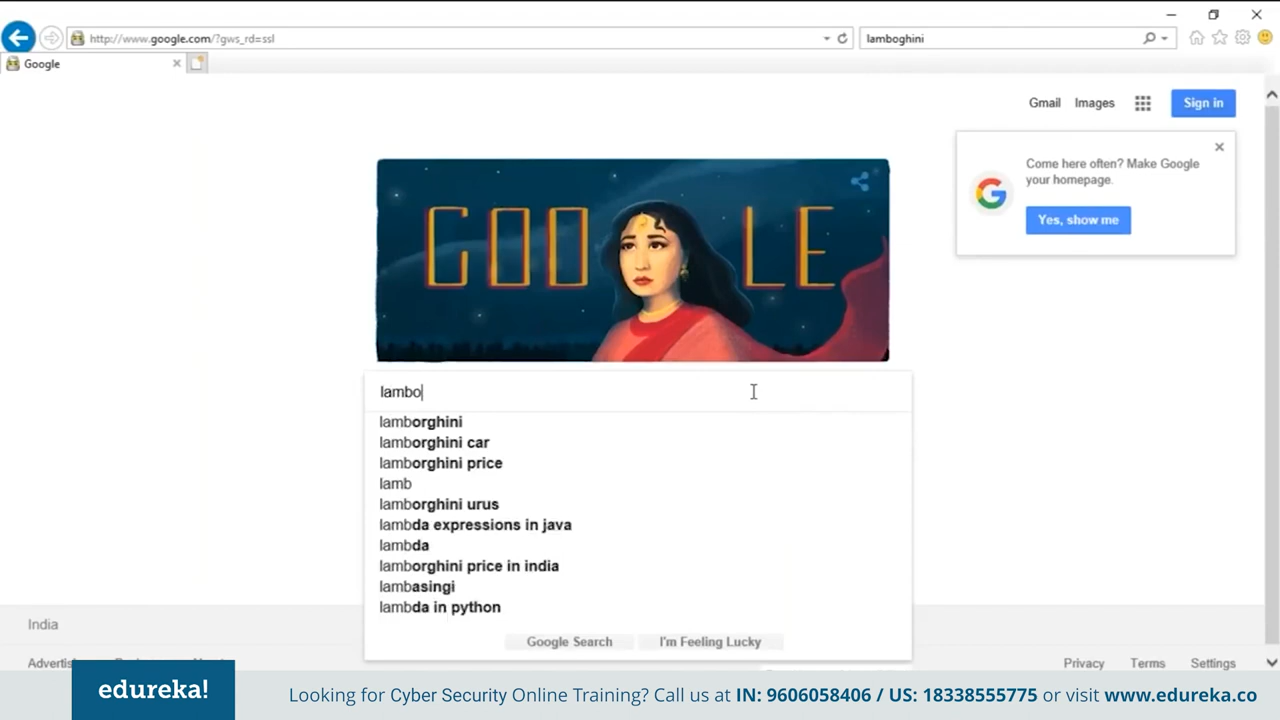 http://www.google.com/?gws_rd=ssl
lamboghini
Google
Gmail
Images
Sign in
Come here often? Make Google
your homepage.
Yes, show me
GOO LE
lambo
lamborghini
lamborghini car
lamborghini price
lamb
lamborghini urus
lambda expressions in java
lambda
lamborghini price in india
lambasingi
lambda in python
Google Search
I'm Feeling Lucky
India
Privacy
Terms
Settings
edureka!
Looking for Cyber Security Online Training? Call us at IN: 9606058406 / US: 18338555775 or visit www.edureka.co